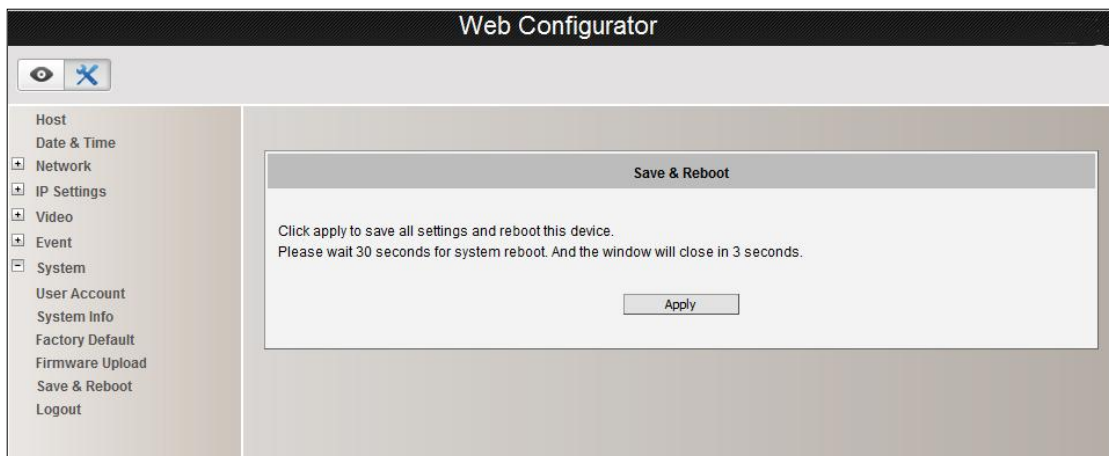 Web Configurator
Host
Date & Time
Network
IP Settings
Video
Event
System
User Account
System Info
Factory Default
Firmware Upload
Save & Reboot
Logout
Save & Reboot
Click apply to save all settings and reboot this device.
Please wait 30 seconds for system reboot. And the window will close in 3 seconds.
Apply